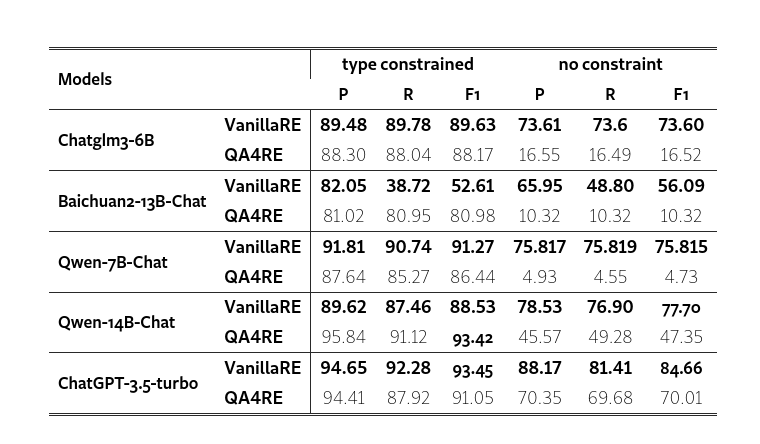 Models type constrained no constraint
P R F1 P R F1
Chatglm3-6B VanillaRE 89.48 89.78 89.63 73.61 73.6 73.60
QA4RE 88.30 88.04 88.17 16.55 16.49 16.52
Baichuan2-13B-Chat VanillaRE 82.05 38.72 52.61 65.95 48.80 56.09
QA4RE 81.02 80.95 80.98 10.32 10.32 10.32
Qwen-7B-Chat VanillaRE 91.81 90.74 91.27 75.817 75.819 75.815
QA4RE 87.64 85.27 86.44 4.93 4.55 4.73
Qwen-14B-Chat VanillaRE 89.62 87.46 88.53 78.53 76.90 77.70
QA4RE 95.84 91.12 93.42 45.57 49.28 47.35
ChatGPT-3.5-turbo VanillaRE 94.65 92.28 93.45 88.17 81.41 84.66
QA4RE 94.41 87.92 91.05 70.35 69.68 70.01